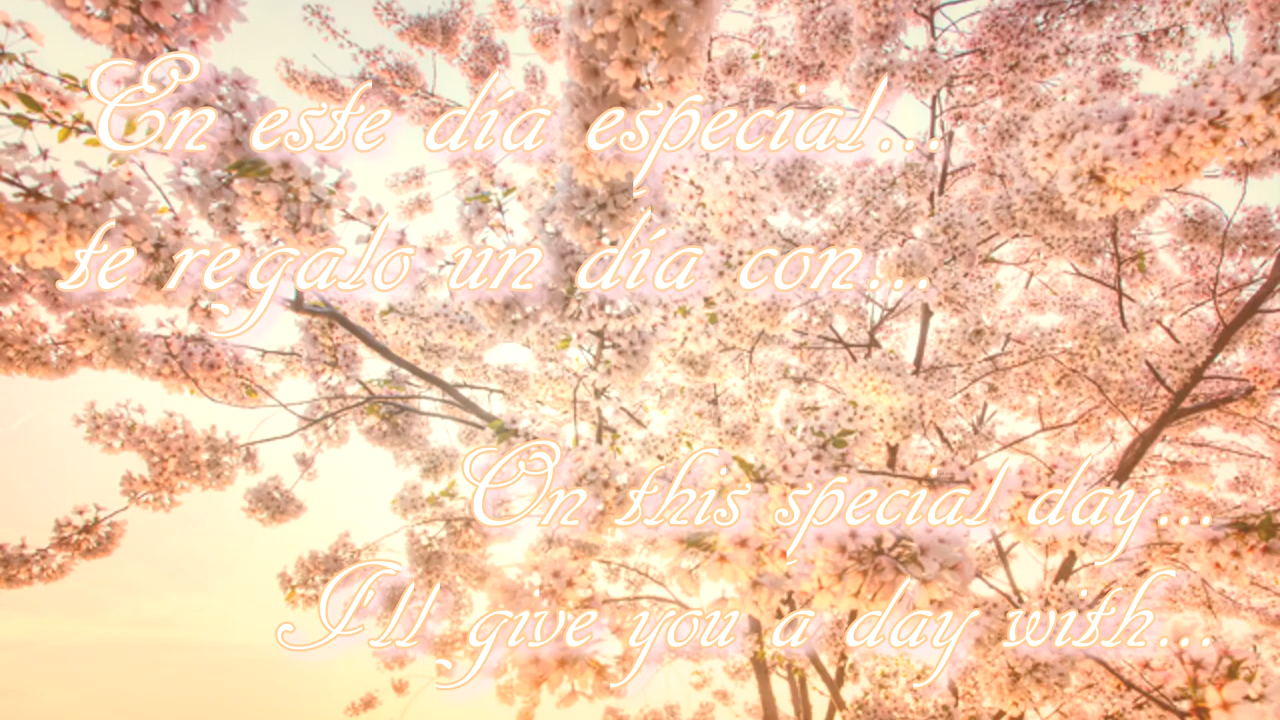 En este día especial...
te regalo un día con...
On this special day...
I'll give you a day with...